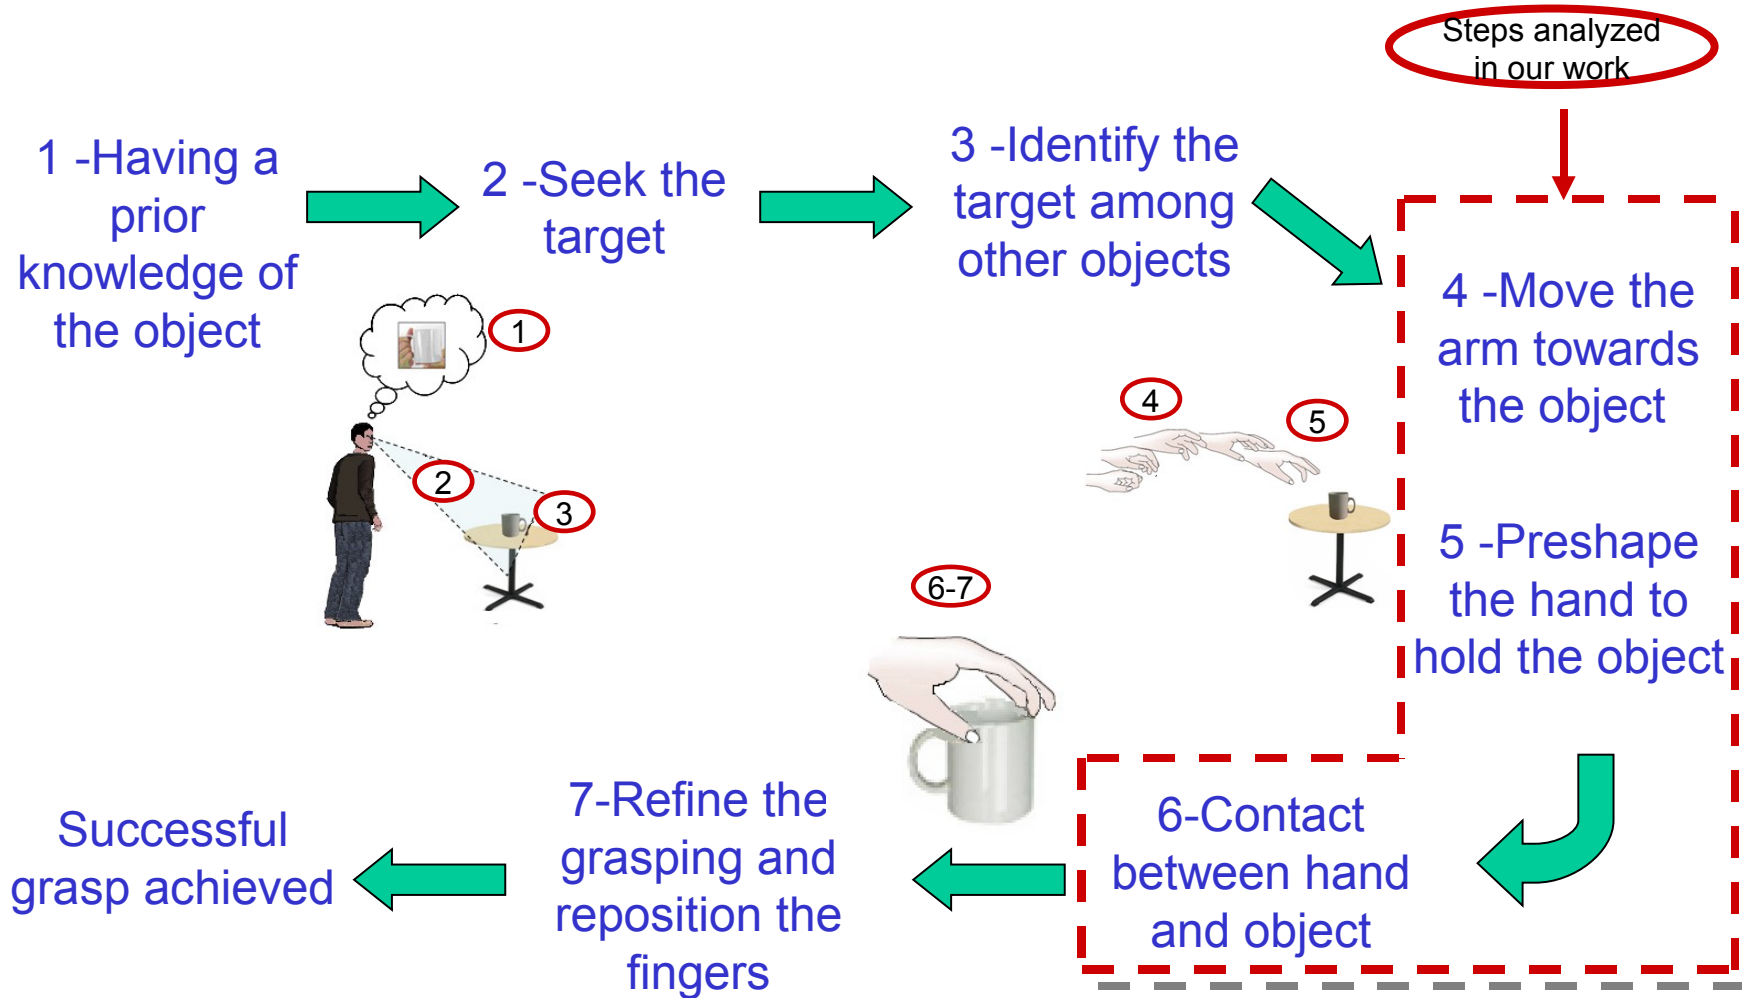 Steps analyzed
in our work
1 -Having a
prior
knowledge of
the object
2 -Seek the
target
3 -Identify the
target among
other objects
4 -Move the
arm towards
the object
1
2
3
4
5
5 -Preshape
the hand to
hold the object
6-7
6-Contact
between hand
and object
7-Refine the
grasping and
reposition the
fingers
Successful
grasp achieved